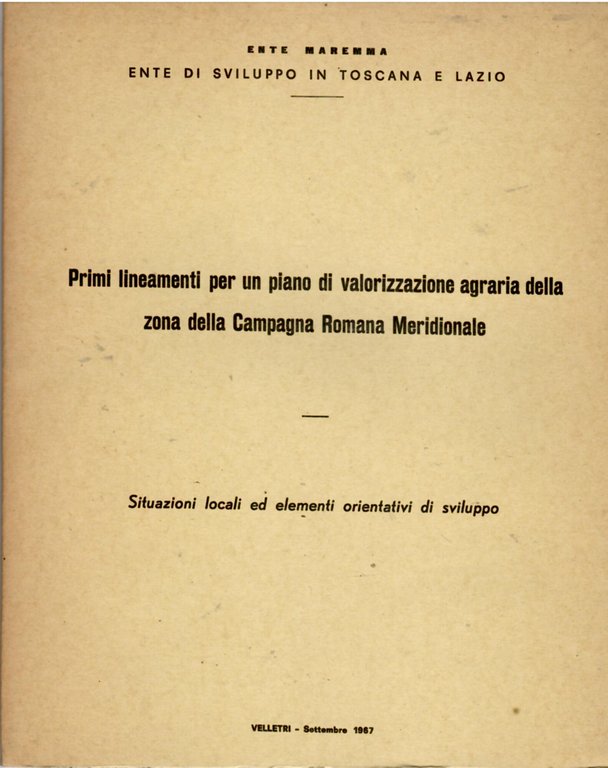 ENTE MAREMMA
ENTE DI SVILUPPO IN TOSCANA E LAZIO
Primi lineamenti per un piano di valorizzazione agraria della
zona della Campagna Romana Meridionale
Situazioni locali ed elementi orientativi di sviluppo
VELLETRI - Settembre 1967